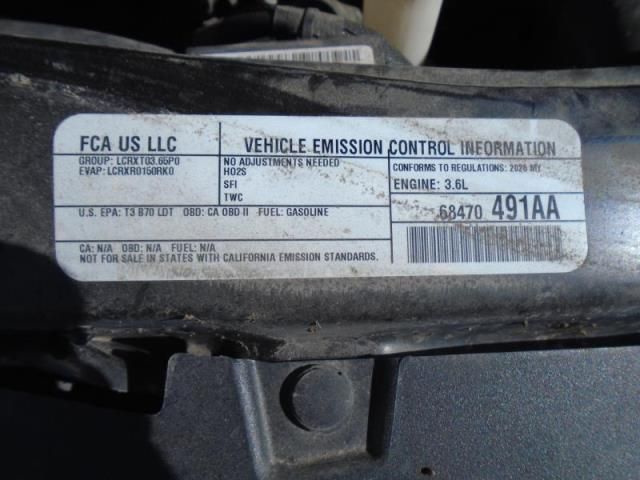 FCA US LLC
GROUP: LCRXT03.65P0
EVAP: LCRXR0150RK0
VEHICLE EMISSION CONTROL INFORMATION
NO ADJUSTMENTS NEEDED
HO2S
SFI
TWC
CONFORMS TO REGULATIONS: 2020 MY
ENGINE: 3.6L
U.S. EPA: T3 B70 LDT OBD: CA OBD II FUEL: GASOLINE
68470 491AA
CA: N/A OBD: N/A FUEL: N/A
NOT FOR SALE IN STATES WITH CALIFORNIA EMISSION STANDARDS.